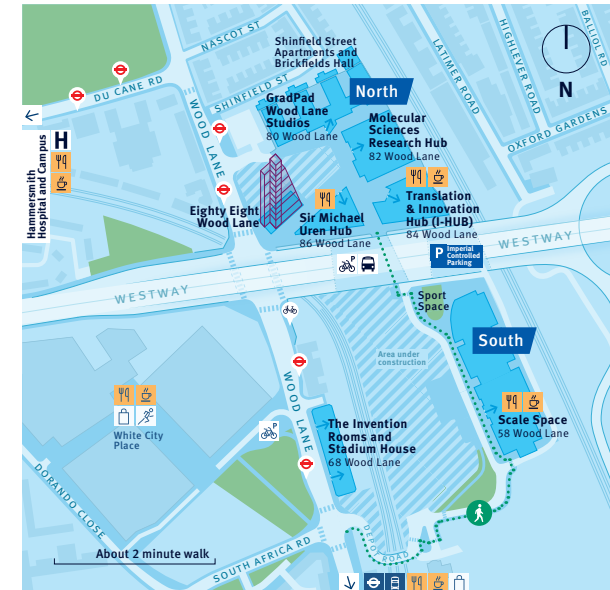 NASCOT ST
Shinfield Street
Apartments and
Brickfields Hall
LATIMER ROAD
HIGHLEVER ROAD
BALLIOL RD
N
DU CANE RD
SHINFIELD ST
North
GradPad
Wood Lane
Studios
80 Wood Lane
Molecular
Sciences
Research Hub
82 Wood Lane
OXFORD GARDENS
WOOD LANE
H
Hammersmith
Hospital and Campus
Eighty Eight
Wood Lane
Sir Michael
Uren Hub
86 Wood Lane
Translation
& Innovation
Hub (I-HUB)
84 Wood Lane
P Imperial
Controlled
Parking
WESTWAY
WESTWAY
P
Sport
Space
South
Area under
construction
WOOD LANE
White City
Place
P
The Invention
Rooms and
Stadium House
68 Wood Lane
Scale Space
58 Wood Lane
DORANDO CLOSE
About 2 minute walk
SOUTH AFRICA RD
DEPOT ROAD